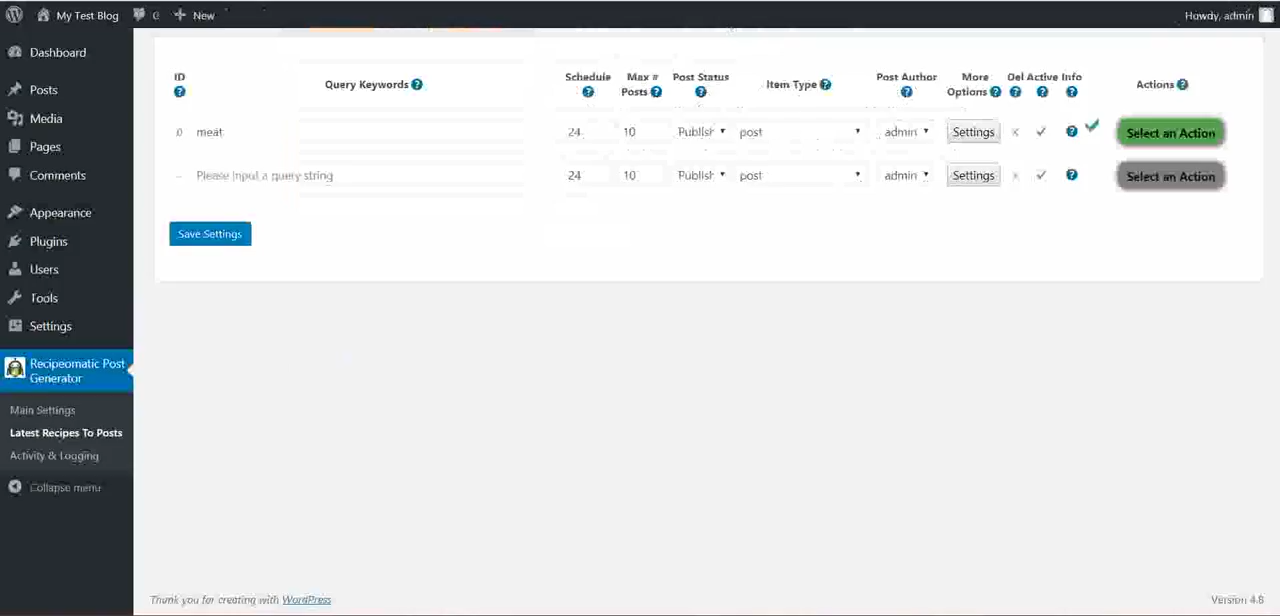 My Test Blog 0 New Howdy, admin
Dashboard
Posts
Media
Pages
Comments
Appearance
Plugins
Users
Tools
Settings
Recipeomatic Post
Generator
Main Settings
Latest Recipes To Posts
Activity & Logging
Collapse menu
ID Query Keywords Schedule Max # Posts Post Status Item Type Post Author More Options Del Active Info Actions
0 meat 24 10 Publish post admin Settings Select an Action
- Please input a query string 24 10 Publish post admin Settings Select an Action
Save Settings
Thank you for creating with WordPress Version 4.8